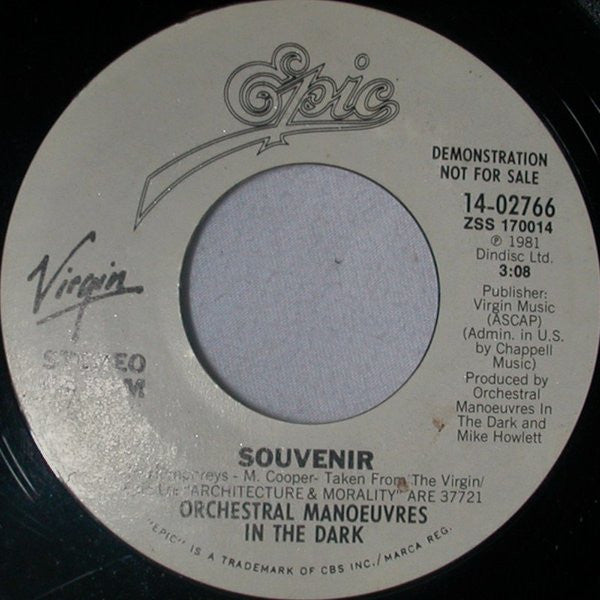 Epic
DEMONSTRATION
NOT FOR SALE
14-02766
ZSS 170014
℗ 1981
Dindisc Ltd.
3:08
Publisher:
Virgin Music
(ASCAP)
(Admin. in U.S.
by Chappell
Music)
Produced by
Orchestral
Manoeuvres In
The Dark and
Mike Howlett
Virgin
STEREO
SOUVENIR
Humphreys - M. Cooper- Taken From The Virgin/
"ARCHITECTURE & MORALITY" ARE 37721
ORCHESTRAL MANOEUVRES
IN THE DARK
"EPIC" IS A TRADEMARK OF CBS INC./MARCA REG.